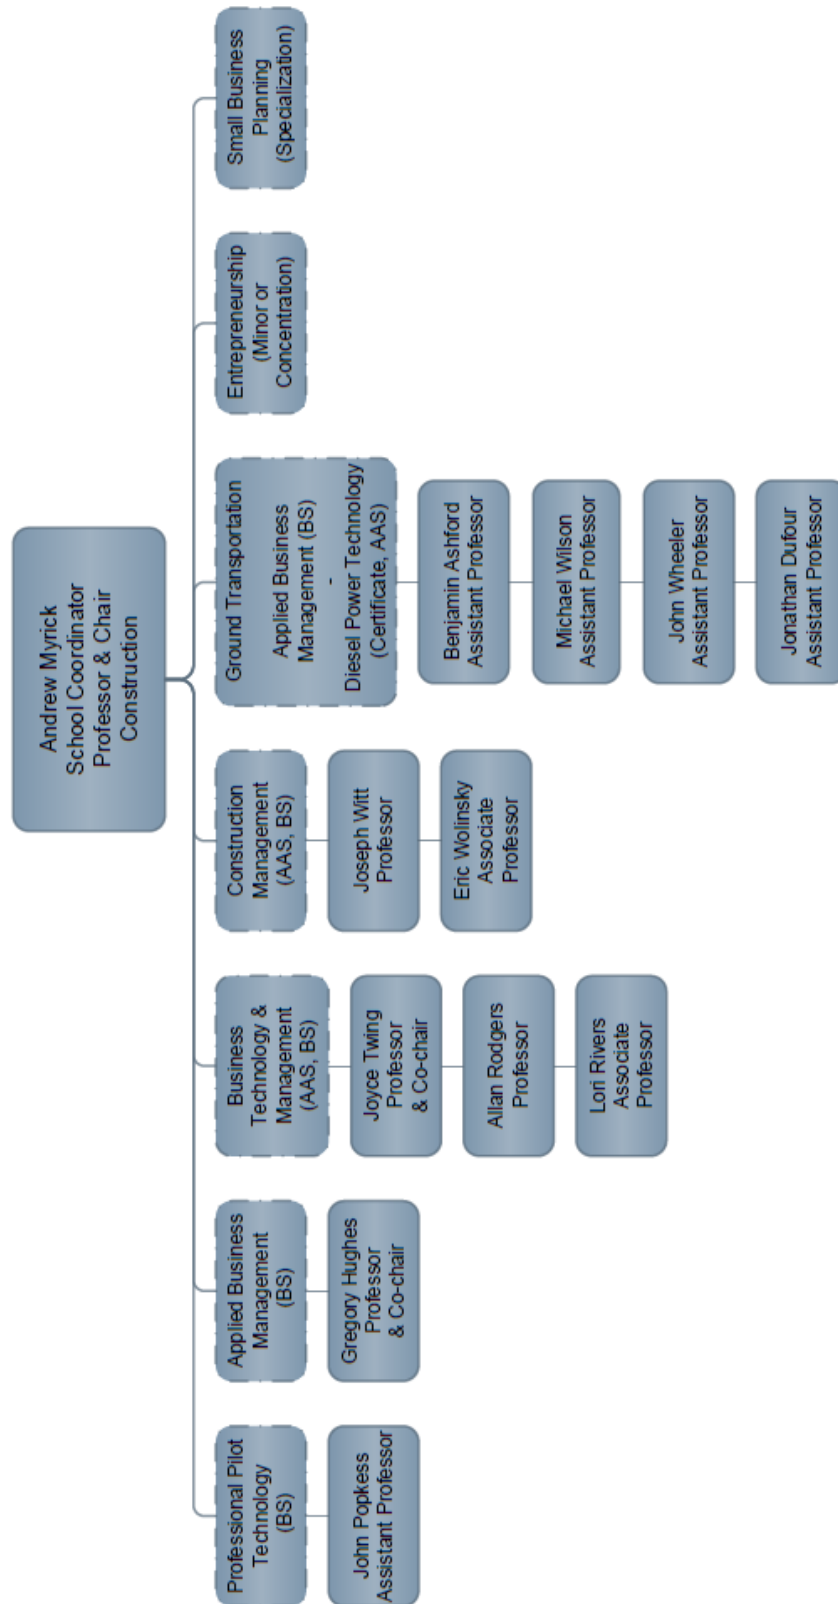 Andrew Myrick
School Coordinator
Professor & Chair
Construction
Professional Pilot
Technology
(BS)
John Popkess
Assistant Professor
Applied Business
Management
(BS)
Gregory Hughes
Professor
& Co-chair
Business
Technology &
Management
(AAS, BS)
Joyce Twing
Professor
& Co-chair
Allan Rodgers
Professor
Lori Rivers
Associate
Professor
Construction
Management
(AAS, BS)
Joseph Witt
Professor
Eric Wolinsky
Associate
Professor
Ground Transportation
Applied Business
Management (BS)
-
Diesel Power Technology
(Certificate, AAS)
Benjamin Ashford
Assistant Professor
Michael Wilson
Assistant Professor
John Wheeler
Assistant Professor
Jonathan Dufour
Assistant Professor
Entrepreneurship
(Minor or
Concentration)
Small Business
Planning
(Specialization)